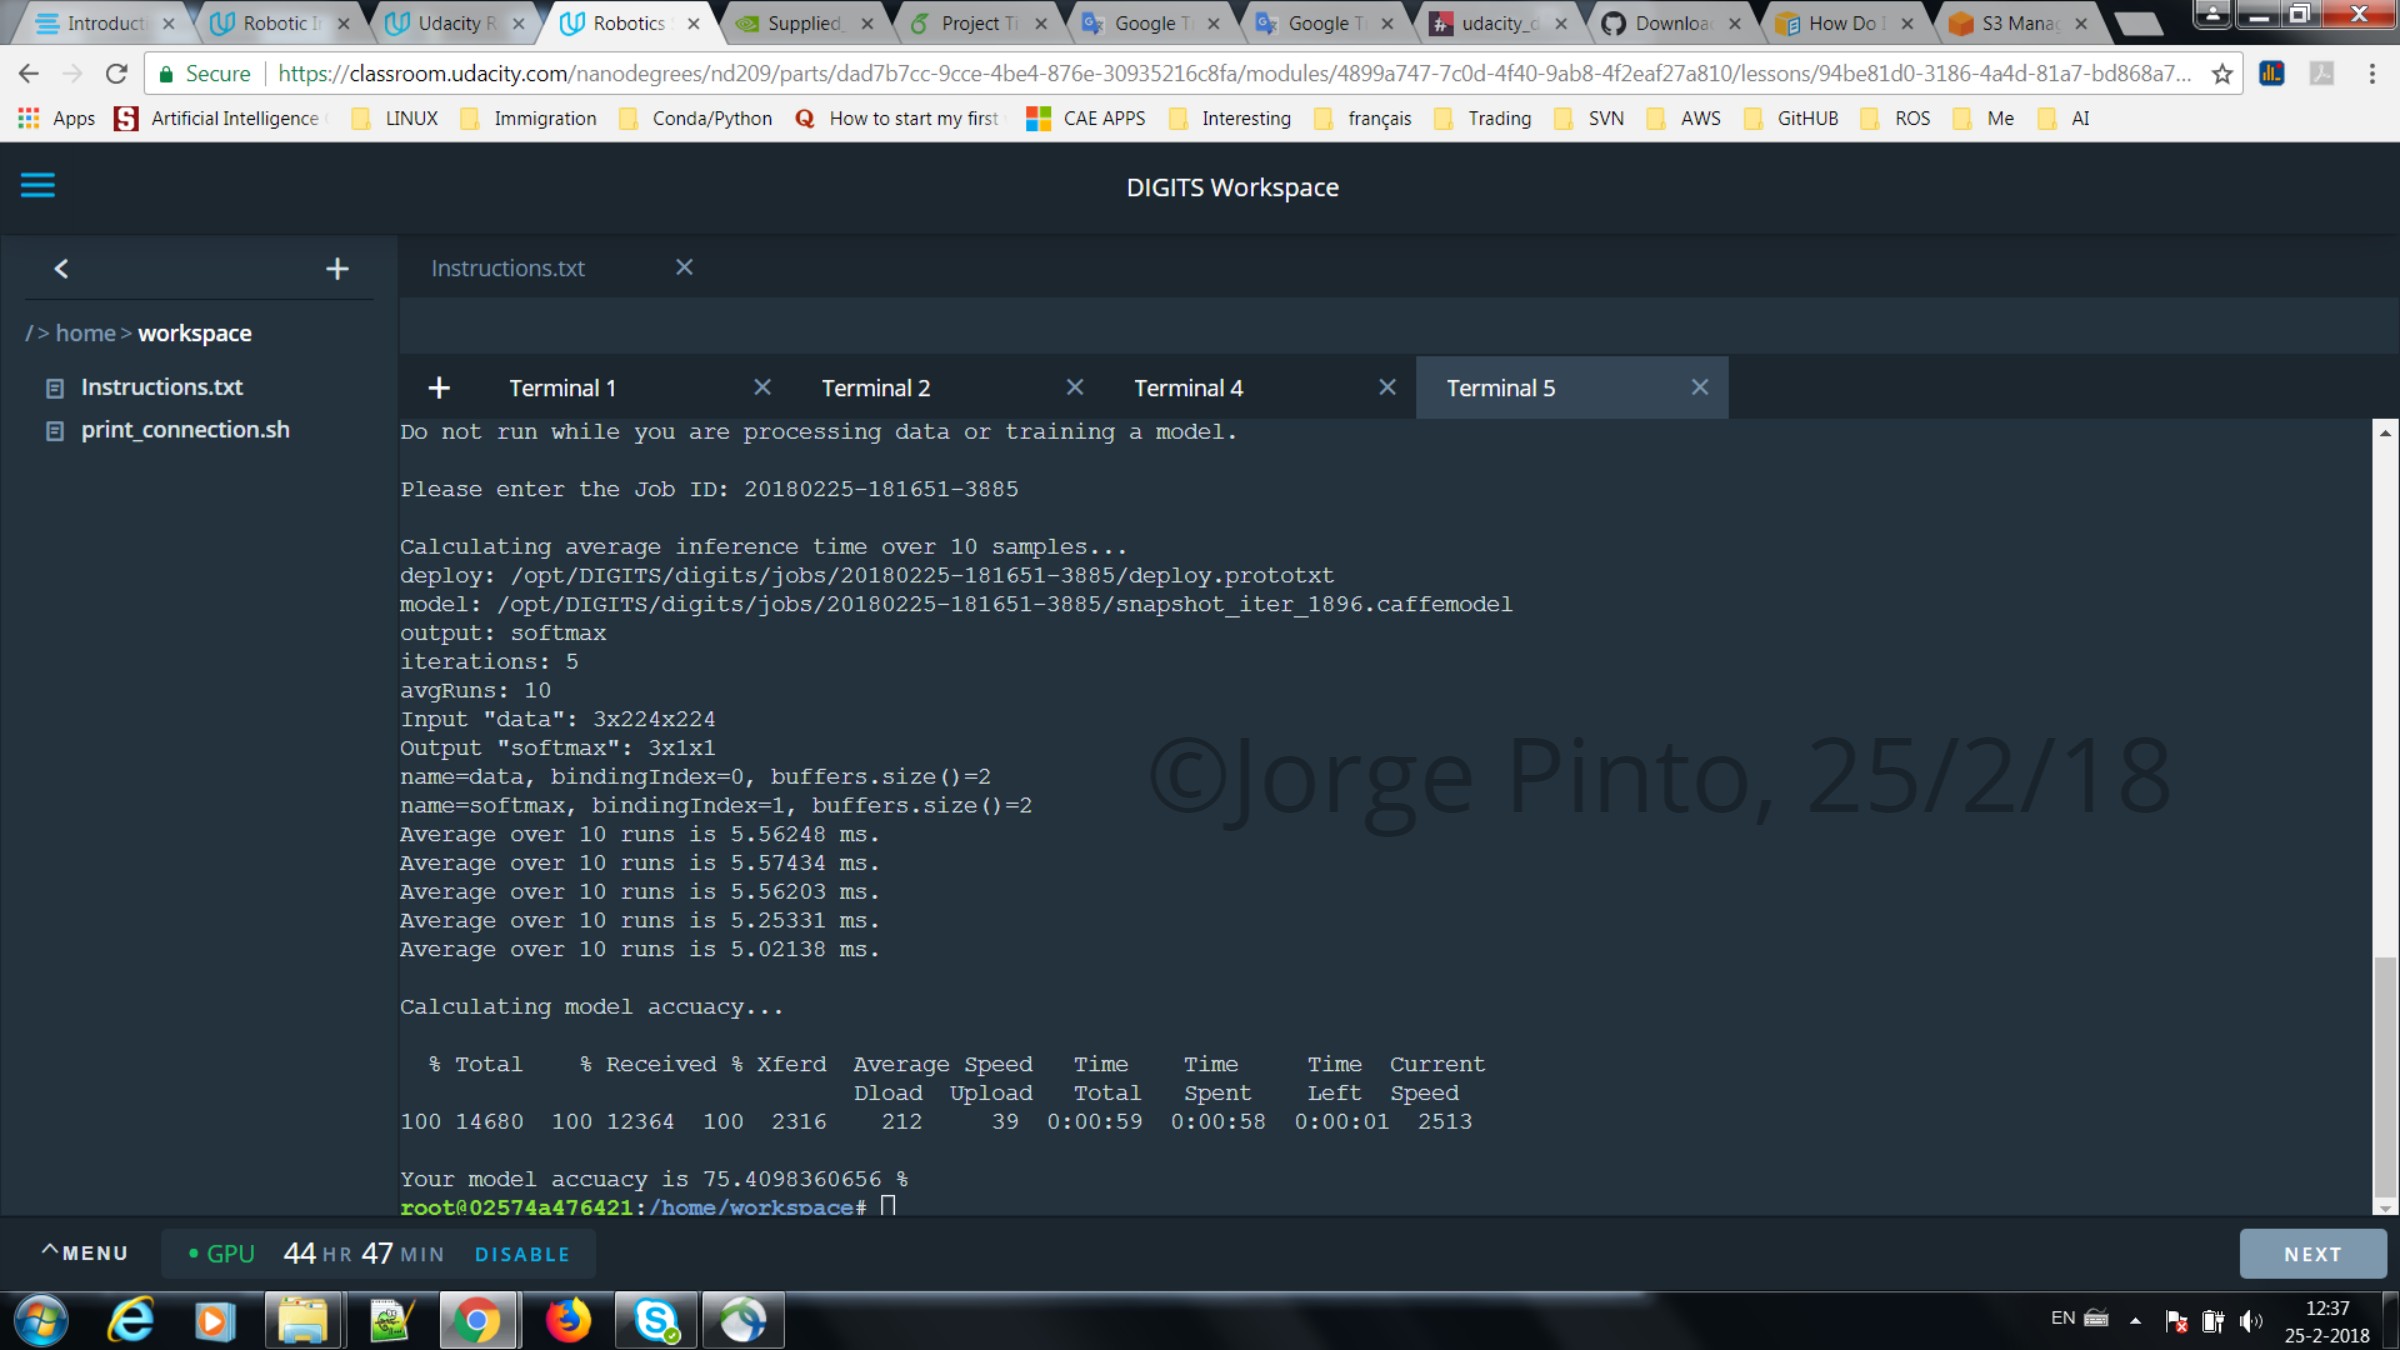 Introducti Robotic In Udacity R Robotics Supplied_ Project Ti Google T Google T udacity_d Downloa How Do I S3 Manag
Secure https://classroom.udacity.com/nanodegrees/nd209/parts/dad7b7cc-9cce-4be4-876e-30935216c8fa/modules/4899a747-7c0d-4f40-9ab8-4f2eaf27a810/lessons/94be81d0-3186-4a4d-81a7-bd868a7...
Apps Artificial Intelligence LINUX Immigration Conda/Python How to start my first CAE APPS Interesting français Trading SVN AWS GitHUB ROS Me AI
DIGITS Workspace
Instructions.txt
/ > home > workspace
Instructions.txt
print_connection.sh
Terminal 1 Terminal 2 Terminal 4 Terminal 5
Do not run while you are processing data or training a model.
Please enter the Job ID: 20180225-181651-3885
Calculating average inference time over 10 samples...
deploy: /opt/DIGITS/digits/jobs/20180225-181651-3885/deploy.prototxt
model: /opt/DIGITS/digits/jobs/20180225-181651-3885/snapshot_iter_1896.caffemodel
output: softmax
iterations: 5
avgRuns: 10
Input "data": 3x224x224
Output "softmax": 3x1x1
name=data, bindingIndex=0, buffers.size()=2
name=softmax, bindingIndex=1, buffers.size()=2
Average over 10 runs is 5.56248 ms.
Average over 10 runs is 5.57434 ms.
Average over 10 runs is 5.56203 ms.
Average over 10 runs is 5.25331 ms.
Average over 10 runs is 5.02138 ms.
©Jorge Pinto, 25/2/18
Calculating model accuacy...
% Total % Received % Xferd Average Speed Time Time Time Current
Dload Upload Total Spent Left Speed
100 14680 100 12364 100 2316 212 39 0:00:59 0:00:58 0:00:01 2513
Your model accuacy is 75.4098360656 %
root@02574a476421:/home/workspace#
^MENU GPU 44 HR 47 MIN DISABLE NEXT
EN 12:37
25-2-2018